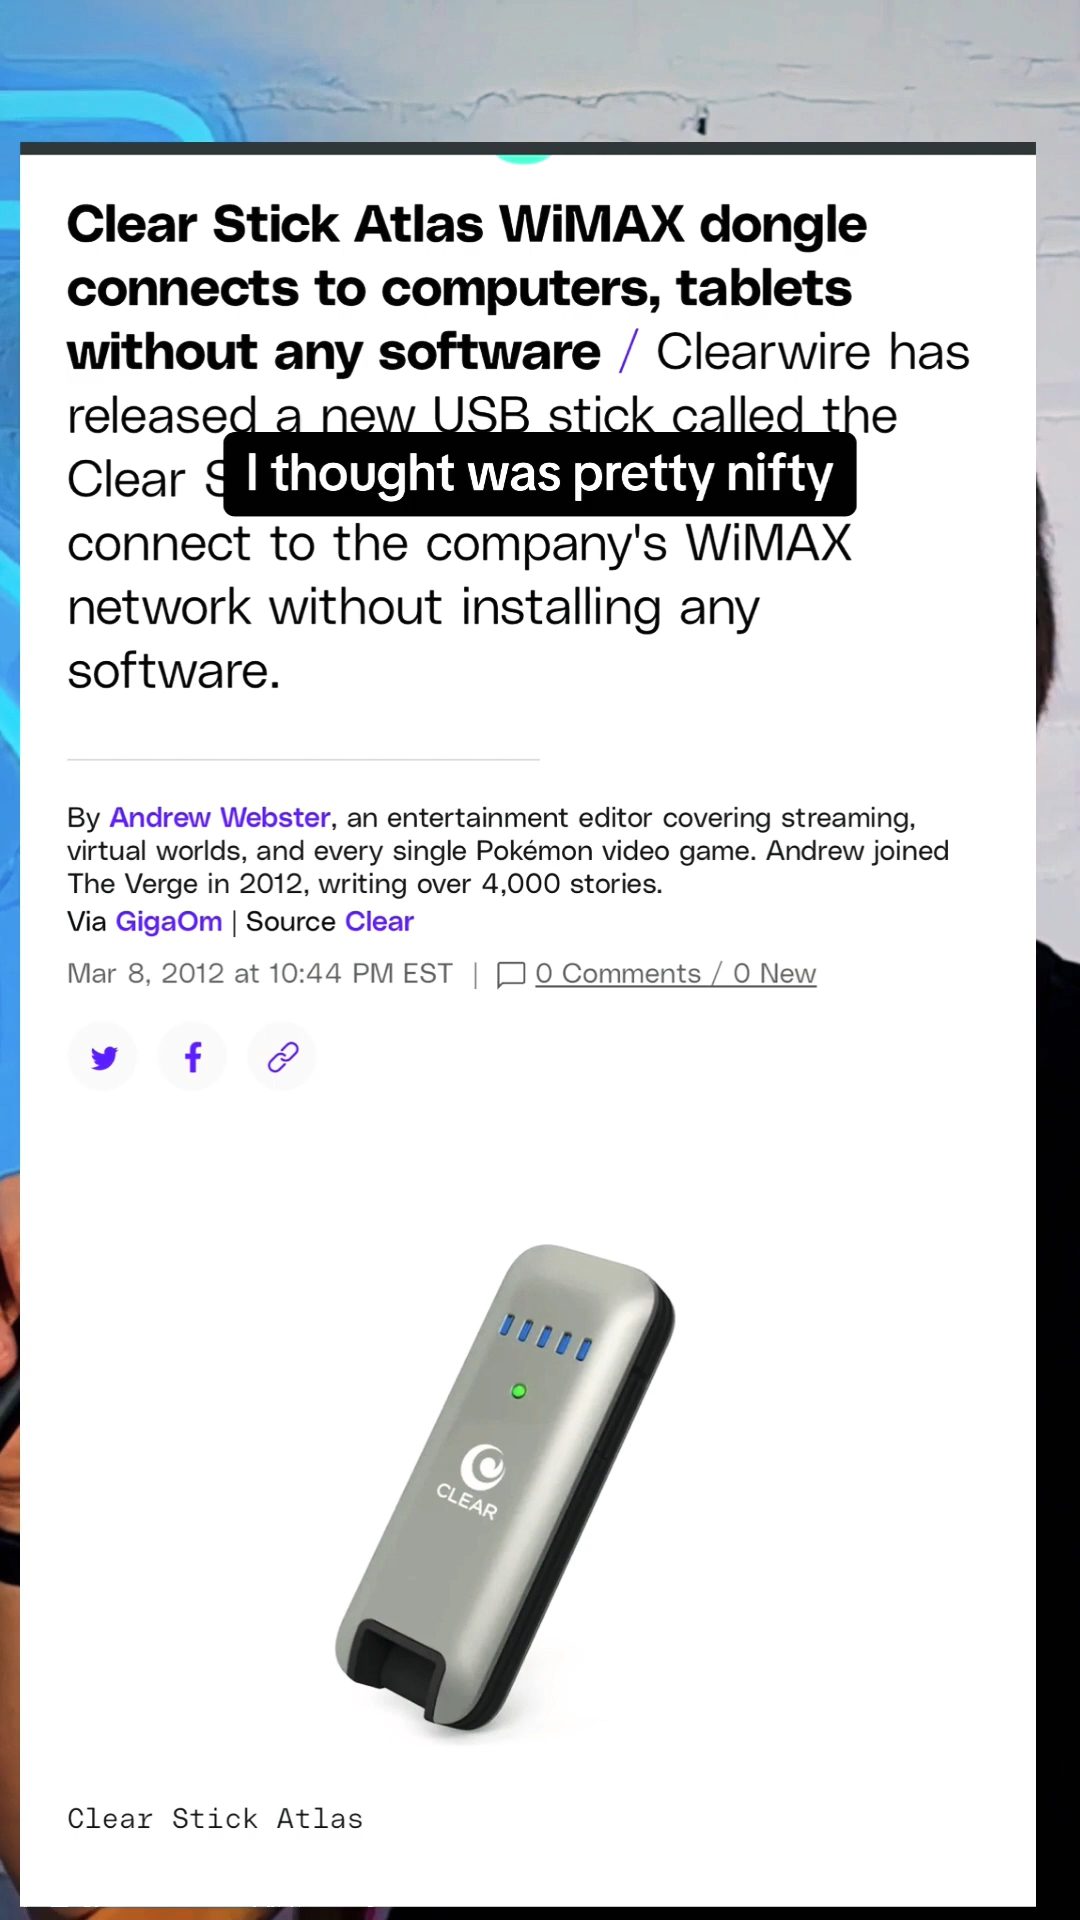 Clear Stick Atlas WiMAX dongle
connects to computers, tablets
without any software / Clearwire has
released a new USB stick called the
Clear
I thought was pretty nifty
connect to the company's WiMAX
network without installing any
software.
By Andrew Webster, an entertainment editor covering streaming,
virtual worlds, and every single Pokémon video game. Andrew joined
The Verge in 2012, writing over 4,000 stories.
Via GigaOm | Source Clear
Mar 8, 2012 at 10:44 PM EST | 0 Comments / 0 New
CLEAR
Clear Stick Atlas